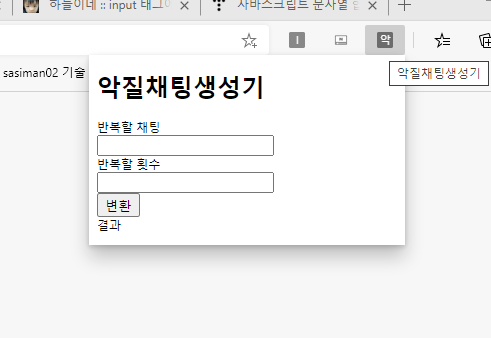 하늘이네 :: input 태그
자바스크립트 문자열
악
sasiman02 기술
악질채팅생성기
악질채팅생성기
반복할 채팅
반복할 횟수
변환
결과